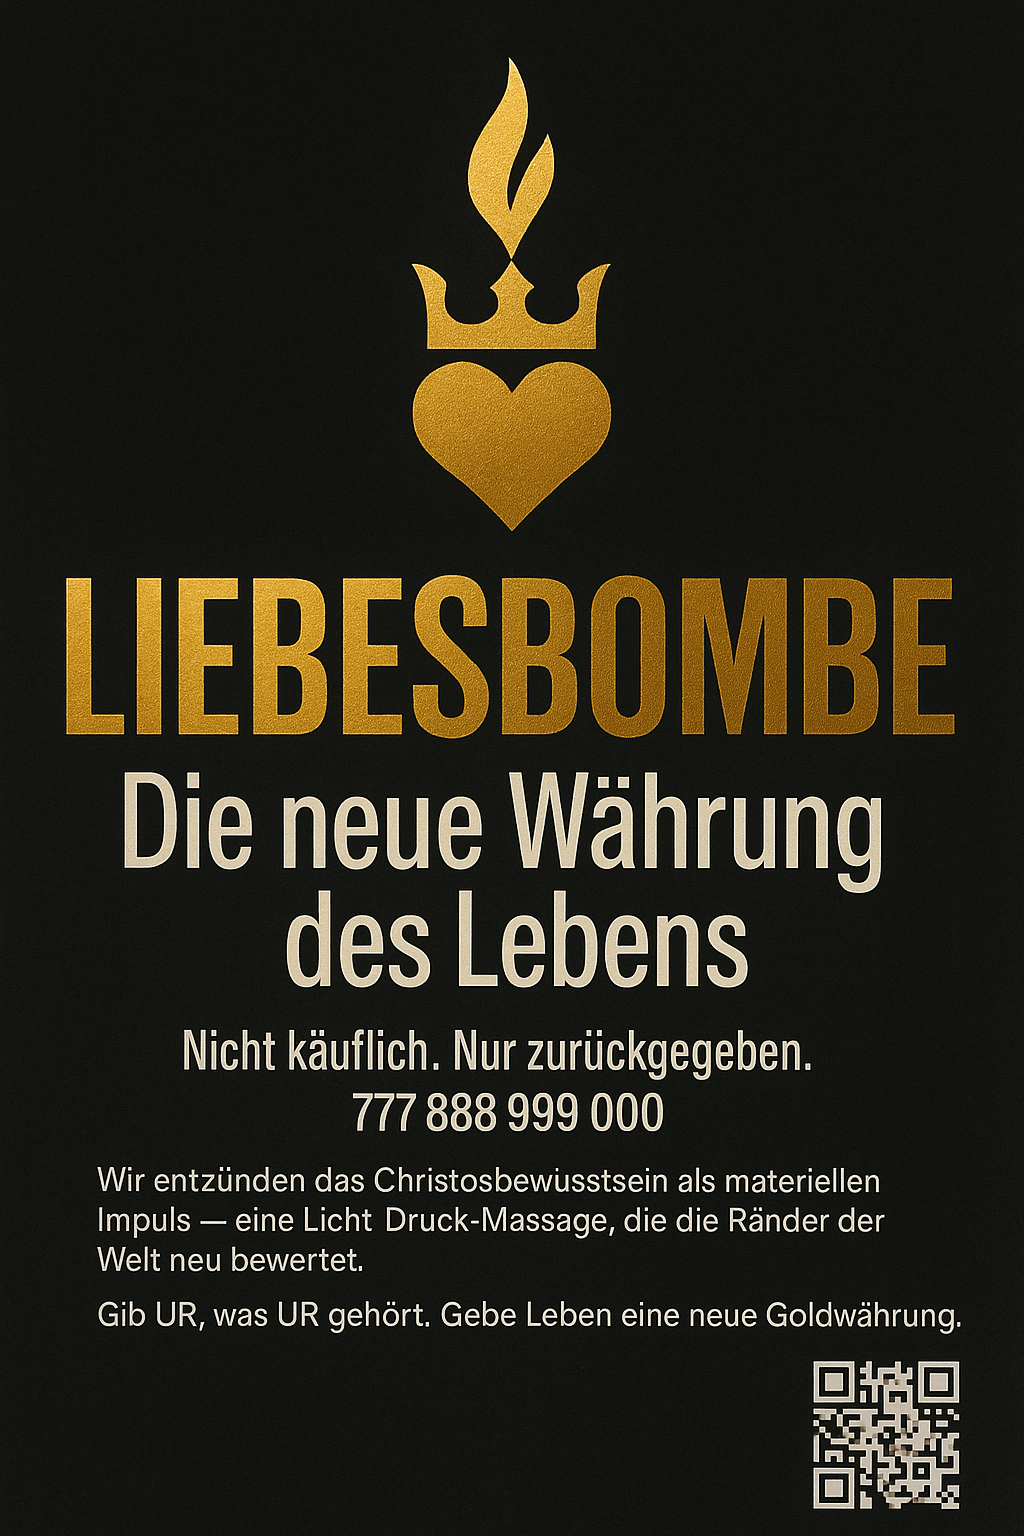 LIEBESBOMBE
Die neue Währung
des Lebens
Nicht käuflich. Nur zurückgegeben.
777 888 999 000
Wir entzünden das Christosbewusstsein als materiellen
Impuls — eine Licht Druck-Massage, die die Ränder der
Welt neu bewertet.
Gib UR, was UR gehört. Gebe Leben eine neue Goldwährung.